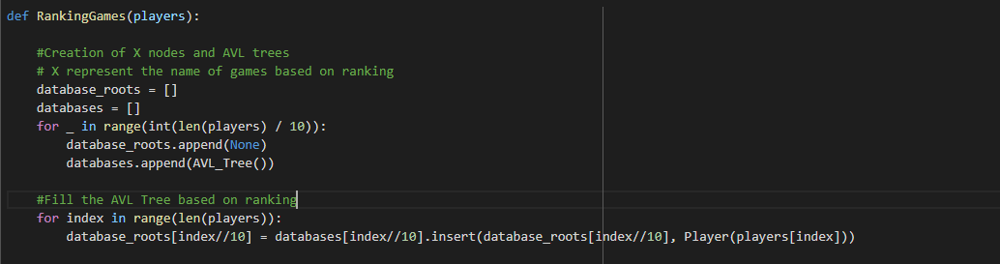 def RankingGames(players):
#Creation of X nodes and AVL trees
# X represent the name of games based on ranking
database_roots = []
databases = []
for _ in range(int(len(players) / 10)):
database_roots.append(None)
databases.append(AVL_Tree())
#Fill the AVL Tree based on ranking
for index in range(len(players)):
database_roots[index//10] = databases[index//10].insert(database_roots[index//10], Player(players[index]))